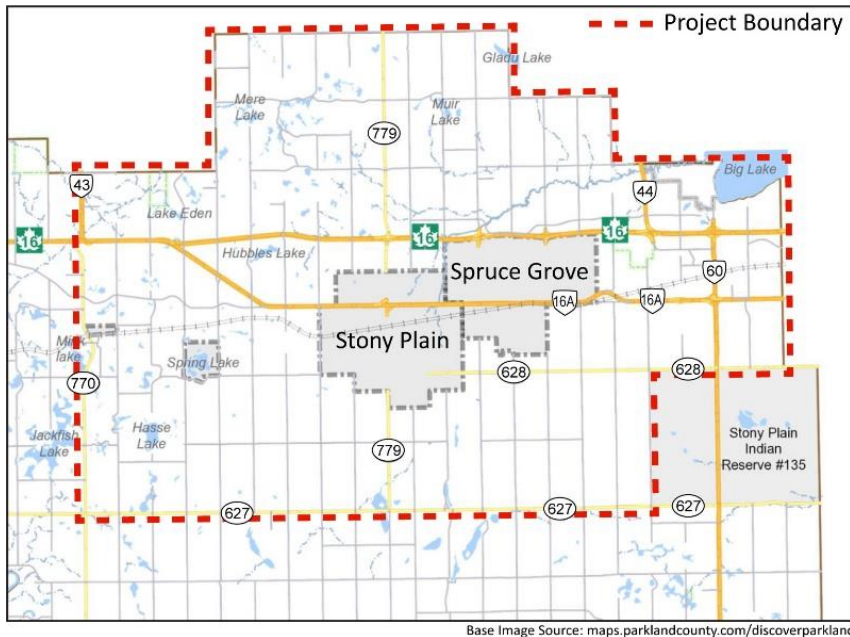 Project Boundary
Gladu Lake
Mere
Lake
Muir
Lake
779
Big Lake
43
44
Lake Eden
16
16
16
Hubbles Lake
60
Spruce Grove
16A
16A
Stony Plain
Mink
lake
Spring Lake
770
628
628
Jackfish
Lake
Hasse
Lake
779
Stony Plain
Indian
Reserve #135
627
627
627
Base Image Source: maps.parklandcounty.com/discoverparkland